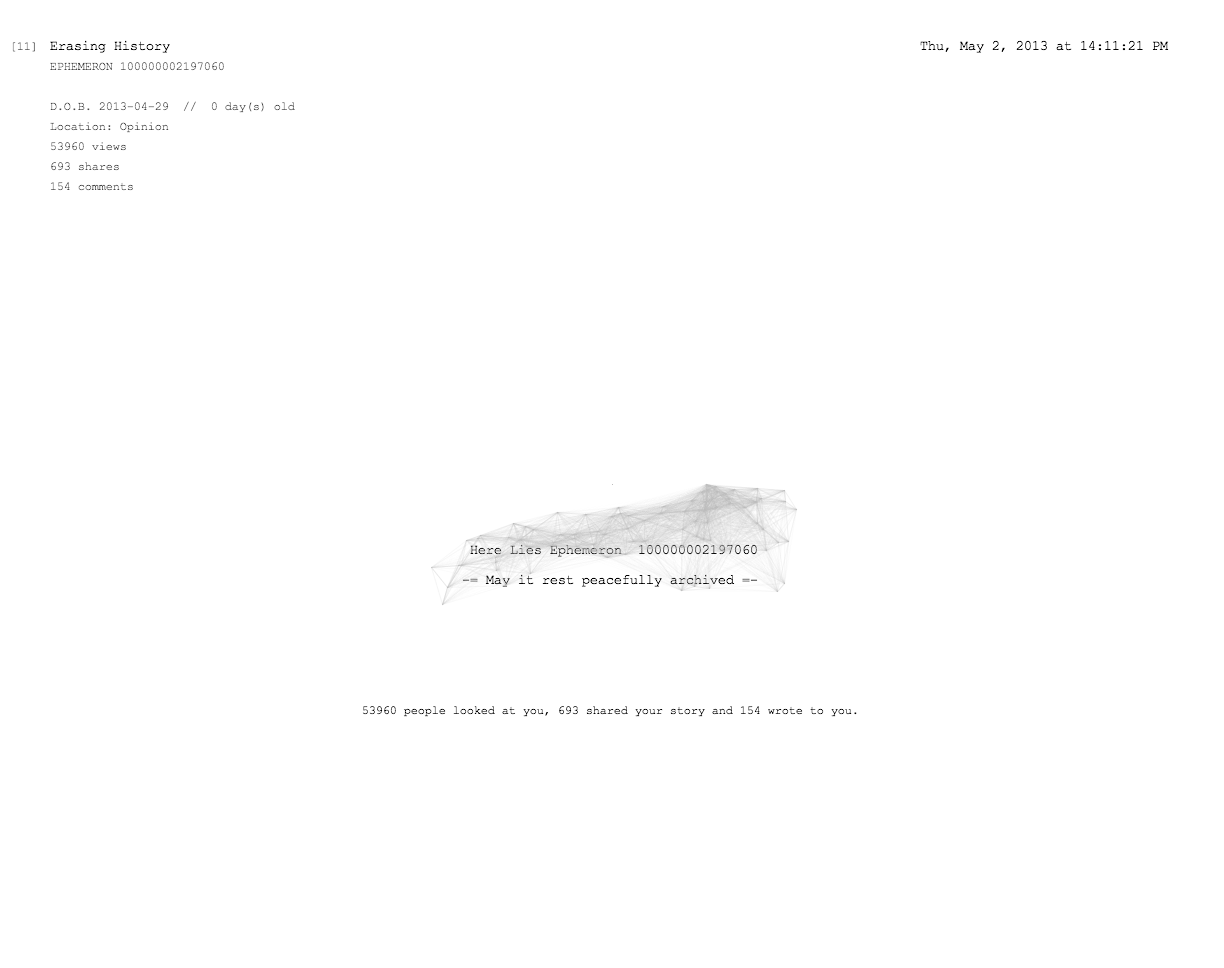 [11] Erasing History
Thu, May 2, 2013 at 14:11:21 PM
EPHEMERON 100000002197060
D.O.B. 2013-04-29 // 0 day(s) old
Location: Opinion
53960 views
693 shares
154 comments
Here Lies Ephemeron 100000002197060
-= May it rest peacefully archived =-
53960 people looked at you, 693 shared your story and 154 wrote to you.